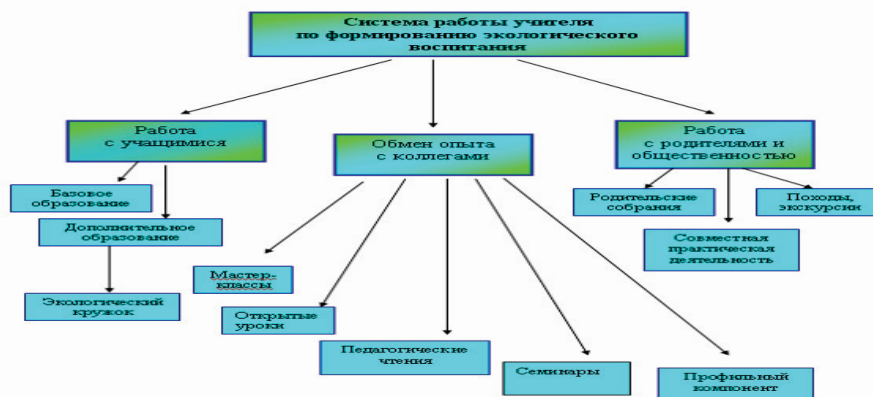 Система работы учителя
по формированию экологического
воспитания
Работа
с учащимися
Обмен опыта
с коллегами
Работа
с родителями и
общественностью
Базовое
образование
Дополнительное
образование
Экологический
кружок
Мастер-
классы
Открытые
уроки
Педагогические
чтения
Семинары
Профильный
компонент
Родительские
собрания
Совместная
практическая
деятельность
Походы,
экскурсии